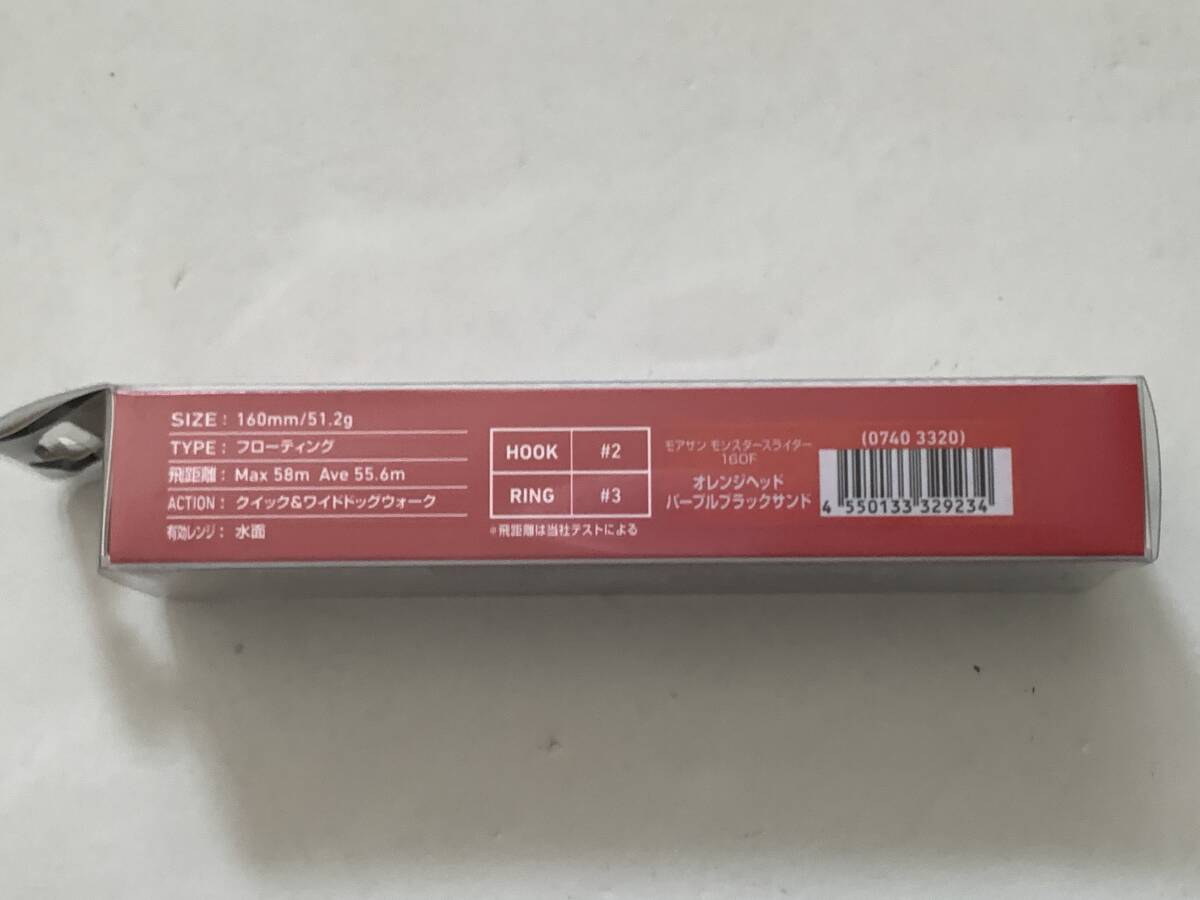 SIZE : 160mm/51.2g
TYPE : フローティング
飛距離 : Max 58m Ave 55.6m
ACTION : クイック&ワイドドッグウォーク
有効レンジ : 水面
HOOK #2
RING #3
※飛距離は当社テストによる
モアザン モンスタースライダー
160F
オレンジヘッド
パープルブラックサンド
(0740 3320)
4 550133 329234